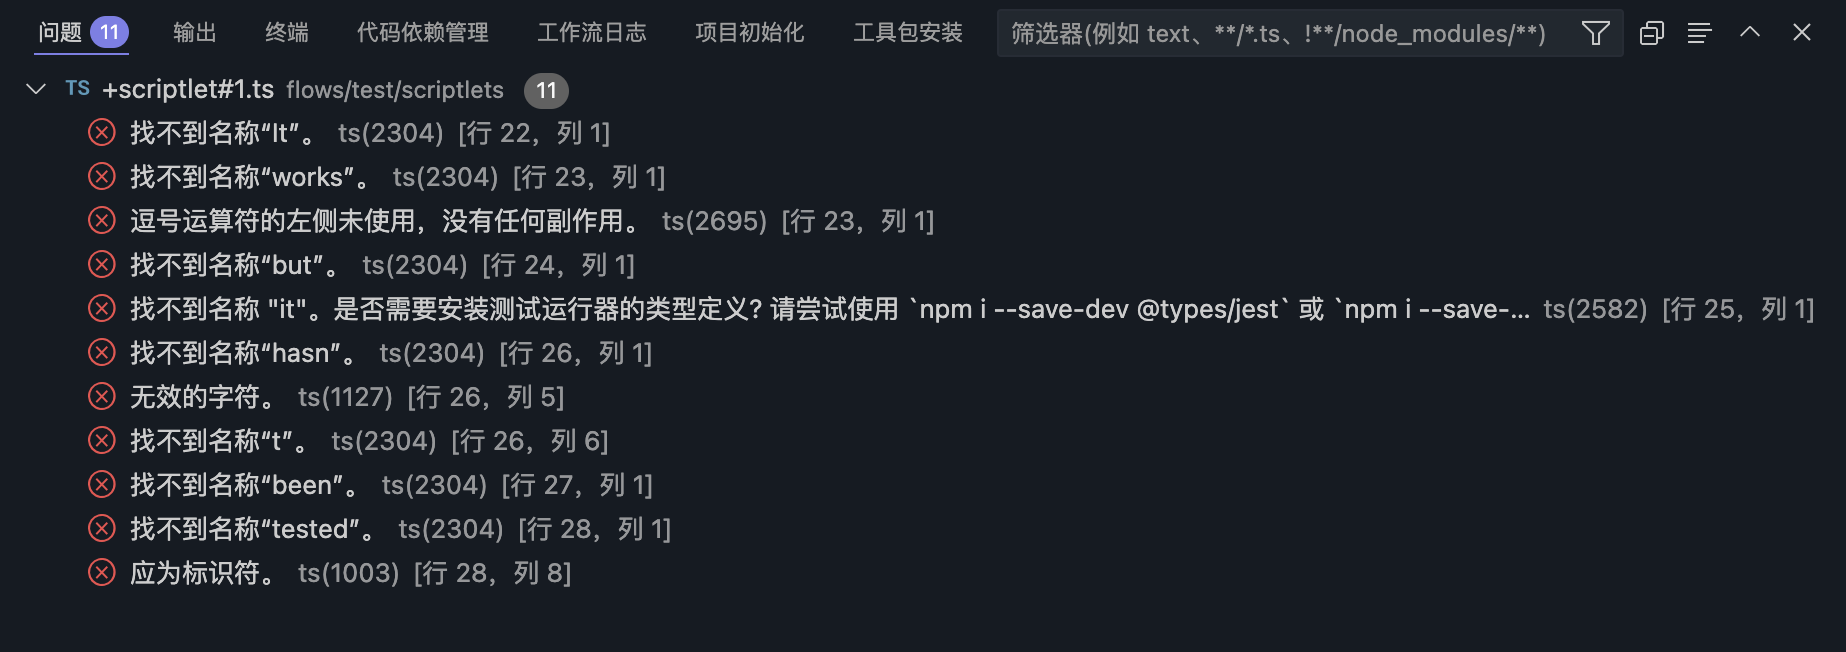 问题 11 输出 终端 代码依赖管理 工作流日志 项目初始化 工具包安装 筛选器(例如 text、**/*.ts、!**/node_modules/**)
TS +scriptlet#1.ts flows/test/scriptlets 11
找不到名称“It”。 ts(2304) [行 22，列 1]
找不到名称“works”。 ts(2304) [行 23，列 1]
逗号运算符的左侧未使用，没有任何副作用。 ts(2695) [行 23，列 1]
找不到名称“but”。 ts(2304) [行 24，列 1]
找不到名称 "it"。是否需要安装测试运行器的类型定义? 请尝试使用 `npm i --save-dev @types/jest` 或 `npm i --save-... ts(2582) [行 25，列 1]
找不到名称“hasn”。 ts(2304) [行 26，列 1]
无效的字符。 ts(1127) [行 26，列 5]
找不到名称“t”。 ts(2304) [行 26，列 6]
找不到名称“been”。 ts(2304) [行 27，列 1]
找不到名称“tested”。 ts(2304) [行 28，列 1]
应为标识符。 ts(1003) [行 28，列 8]